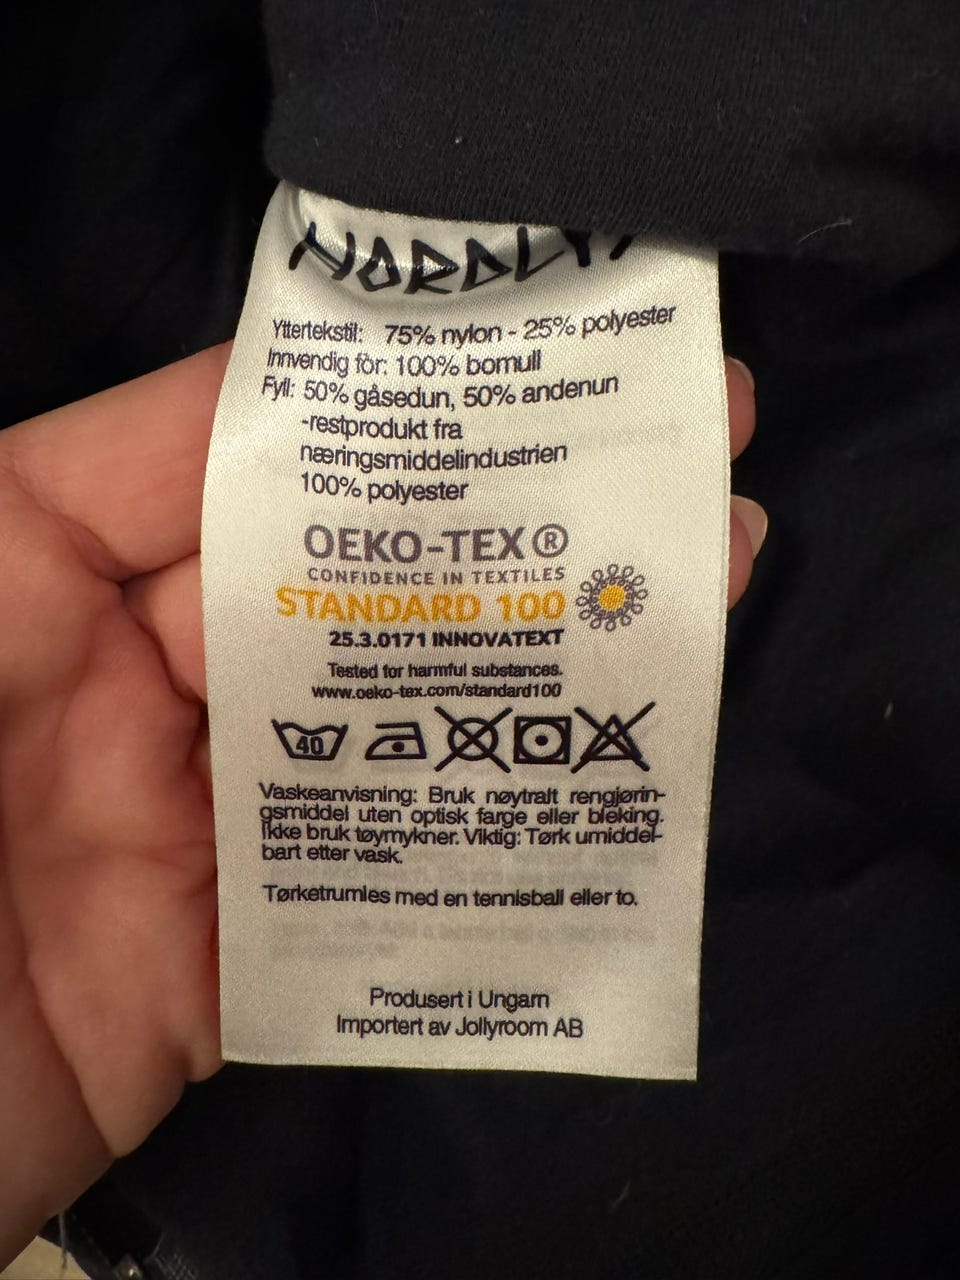 Yttertekstil: 75% nylon - 25% polyester
Innvendig fòr: 100% bomull
Fyll: 50% gåsedun, 50% andenun
-restprodukt fra
næringsmiddelindustrien
100% polyester
OEKO-TEX®
CONFIDENCE IN TEXTILES
STANDARD 100
25.3.0171 INNOVATEXT
Tested for harmful substances.
www.oeko-tex.com/standard100
40
Vaskeanvisning: Bruk nøytralt rengjørin-
gsmiddel uten optisk farge eller bleking.
Ikke bruk tøymykner. Viktig: Tørk umiddel-
bart etter vask.
Tørketrumles med en tennisball eller to.
Produsert i Ungarn
Importert av Jollyroom AB